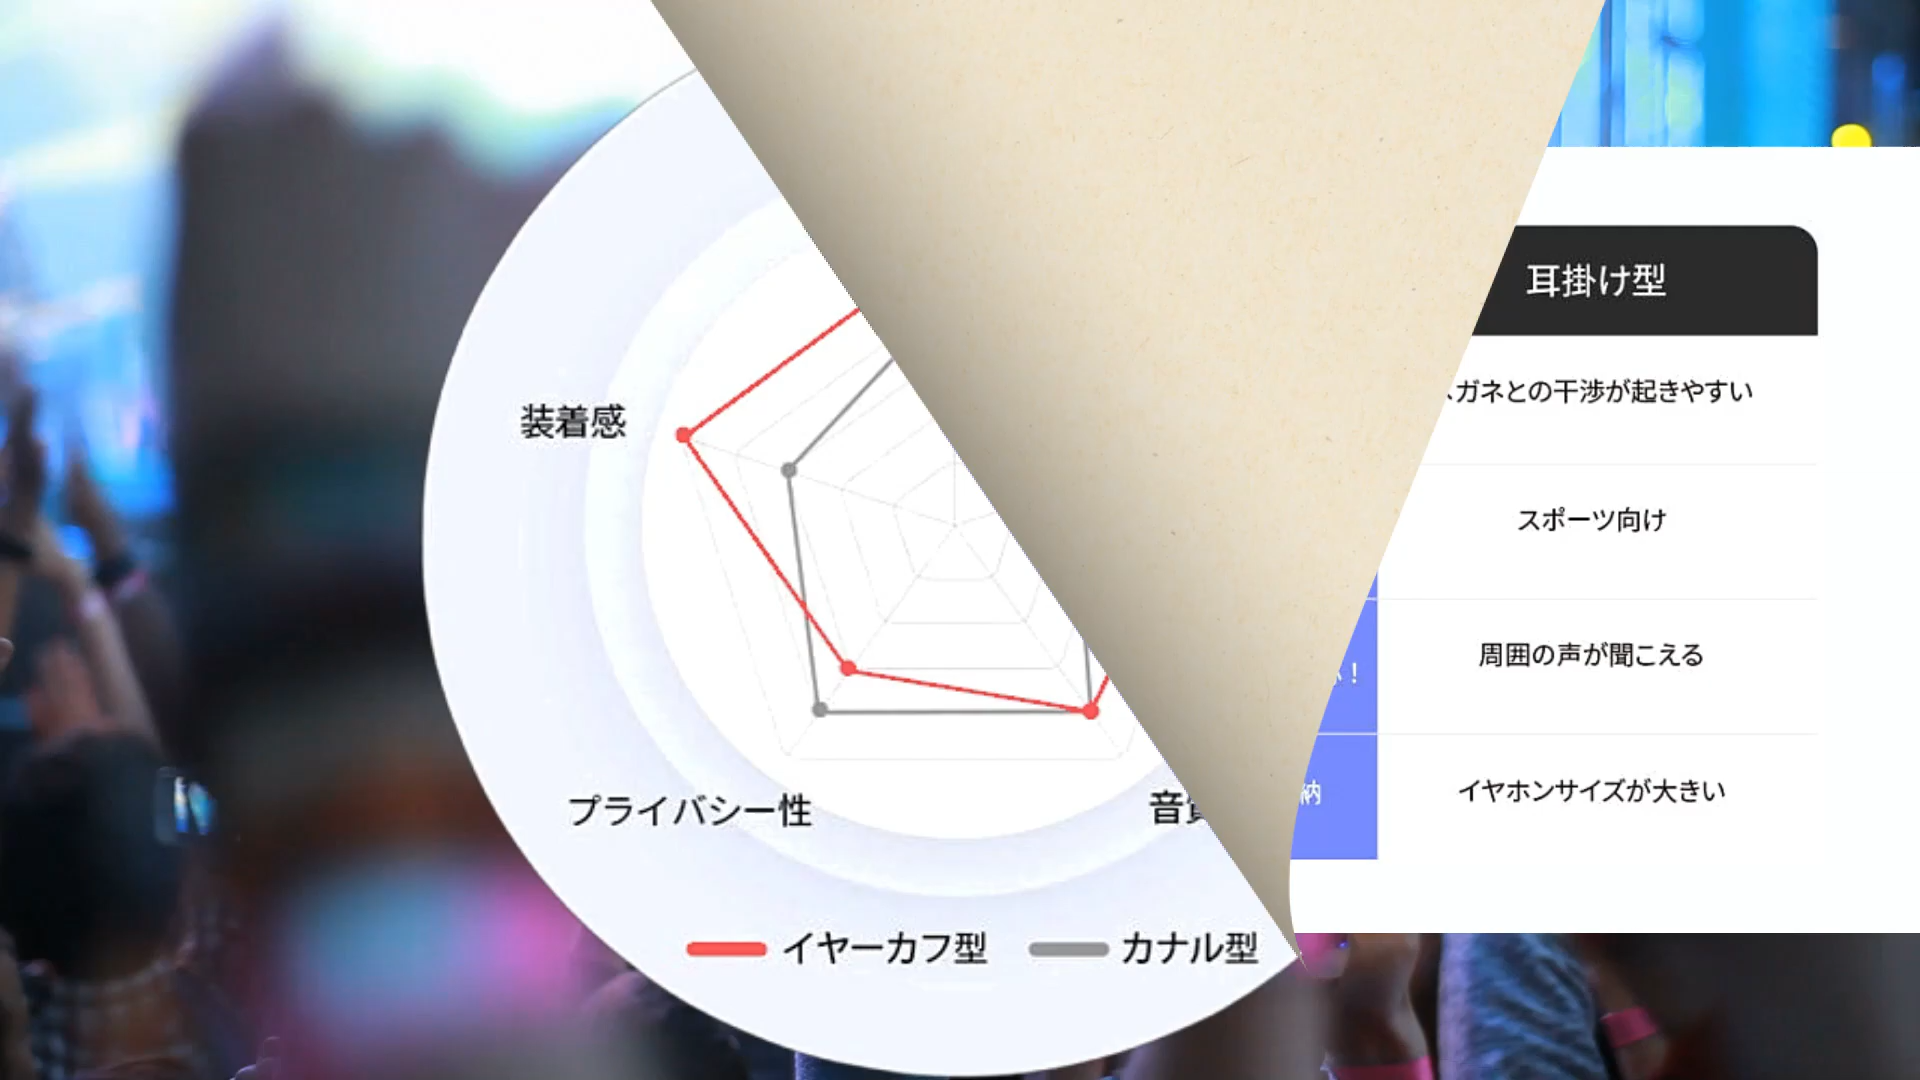 装着感
プライバシー性
音
イヤーカフ型
カナル型
耳掛け型
ガネとの干渉が起きやすい
スポーツ向け
周囲の声が聞こえる
！
納
イヤホンサイズが大きい